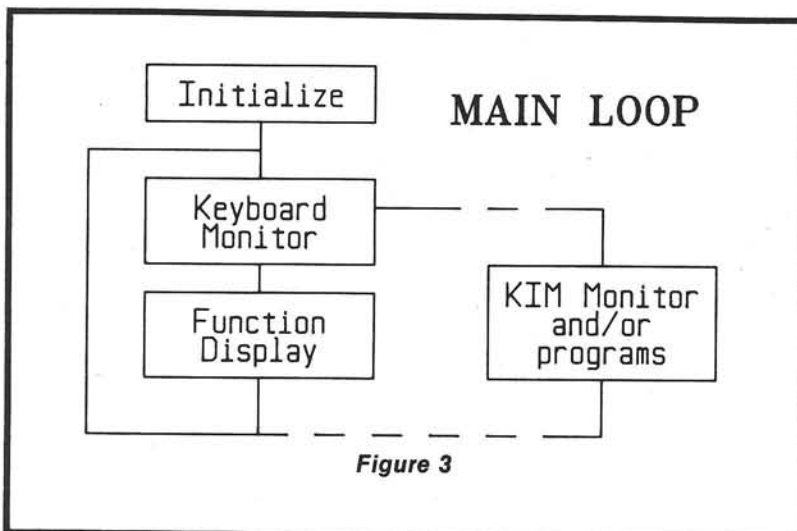 Initialize
MAIN LOOP
Keyboard
Monitor
Function
Display
KIM Monitor
and/or
programs
Figure 3